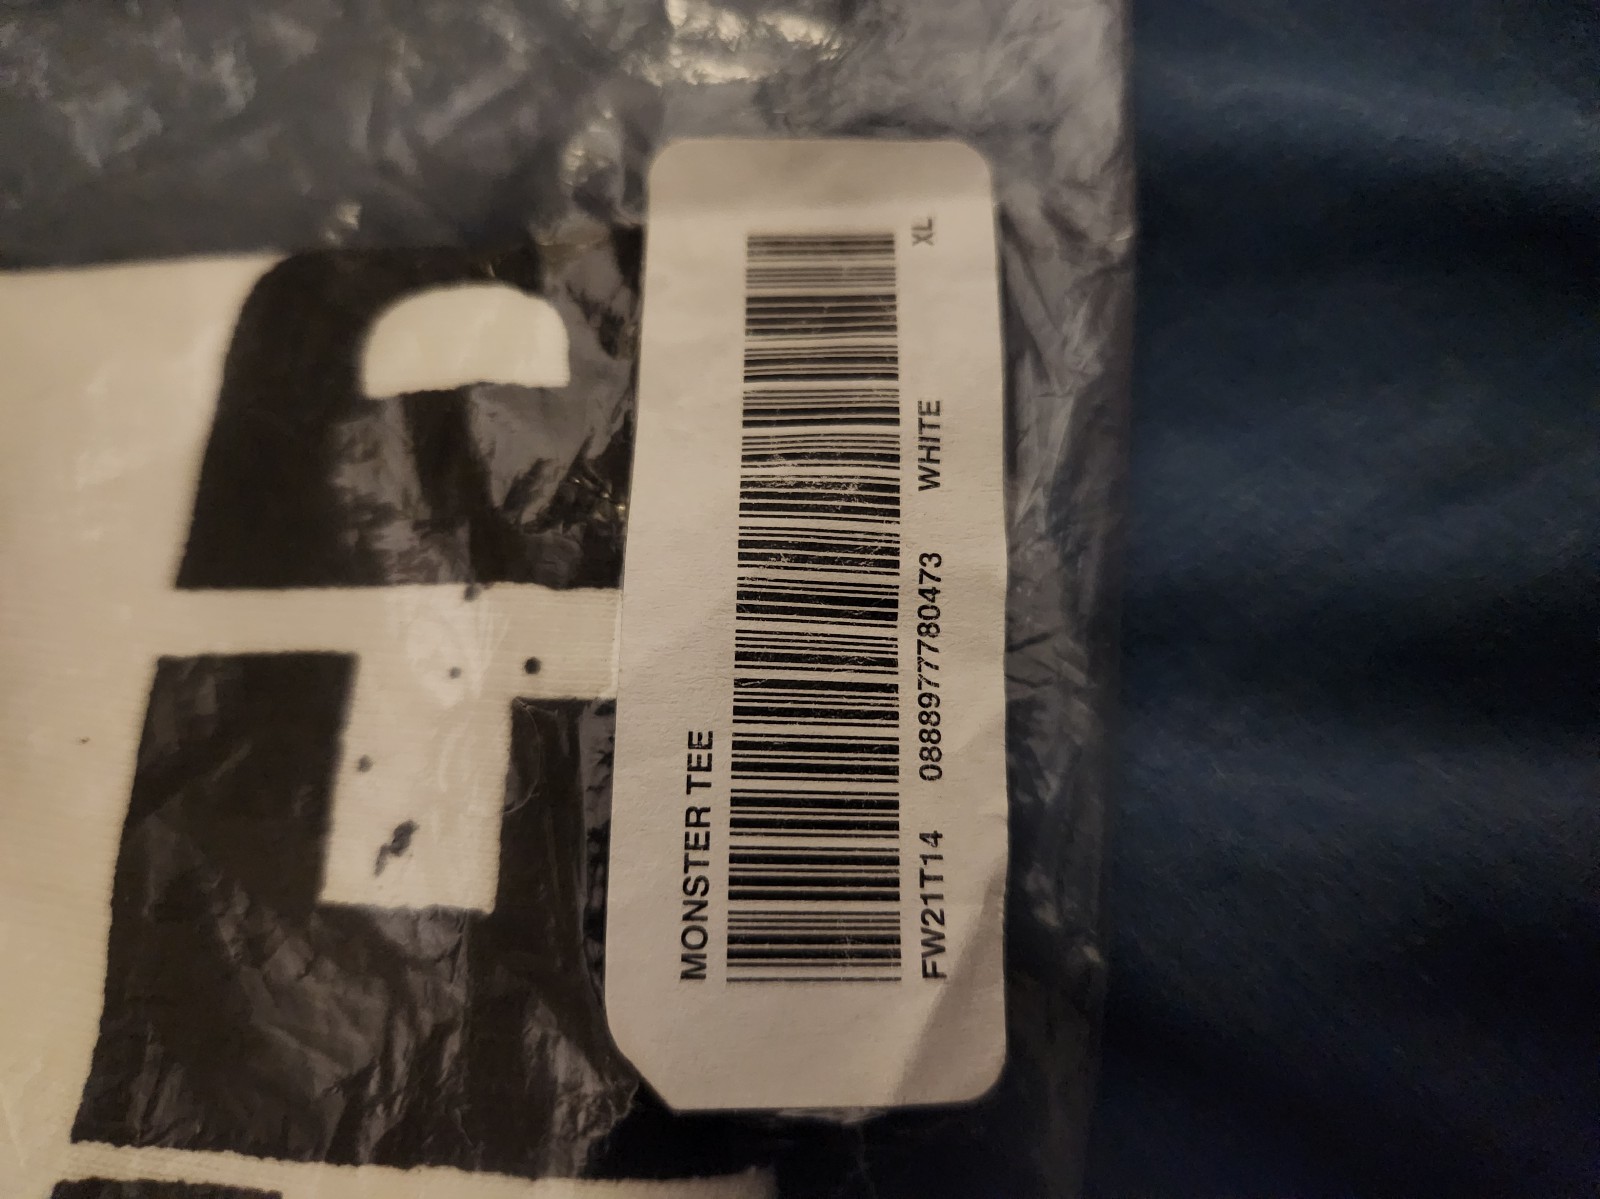 MONSTER TEE
FW21T14 0888977780473 WHITE XL